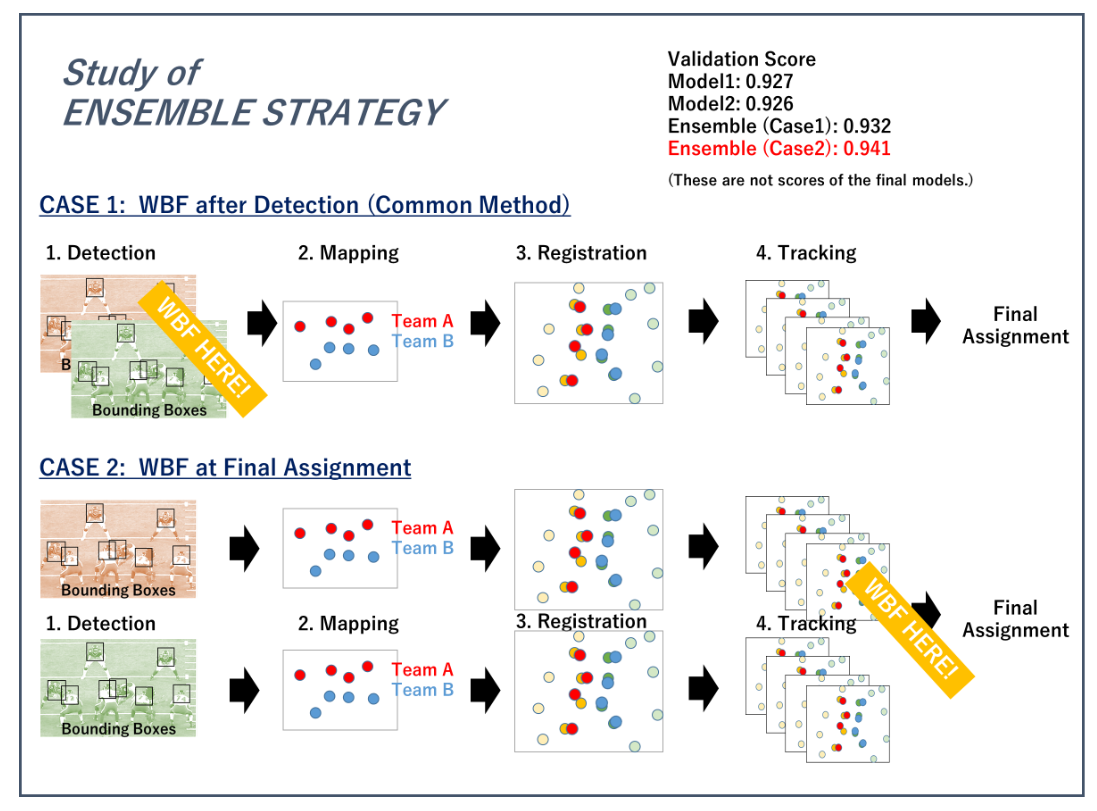 Study of
ENSEMBLE STRATEGY
Validation Score
Model1: 0.927
Model2: 0.926
Ensemble (Case1): 0.932
Ensemble (Case2): 0.941
(These are not scores of the final models.)
CASE 1:  WBF after Detection (Common Method)
1. Detection
2. Mapping
3. Registration
4. Tracking
WBF HERE!
B
Bounding Boxes
Team A
Team B
Final
Assignment
CASE 2:  WBF at Final Assignment
Bounding Boxes
Team A
Team B
1. Detection
2. Mapping
3. Registration
4. Tracking
WBF HERE!
Final
Assignment
Bounding Boxes
Team A
Team B